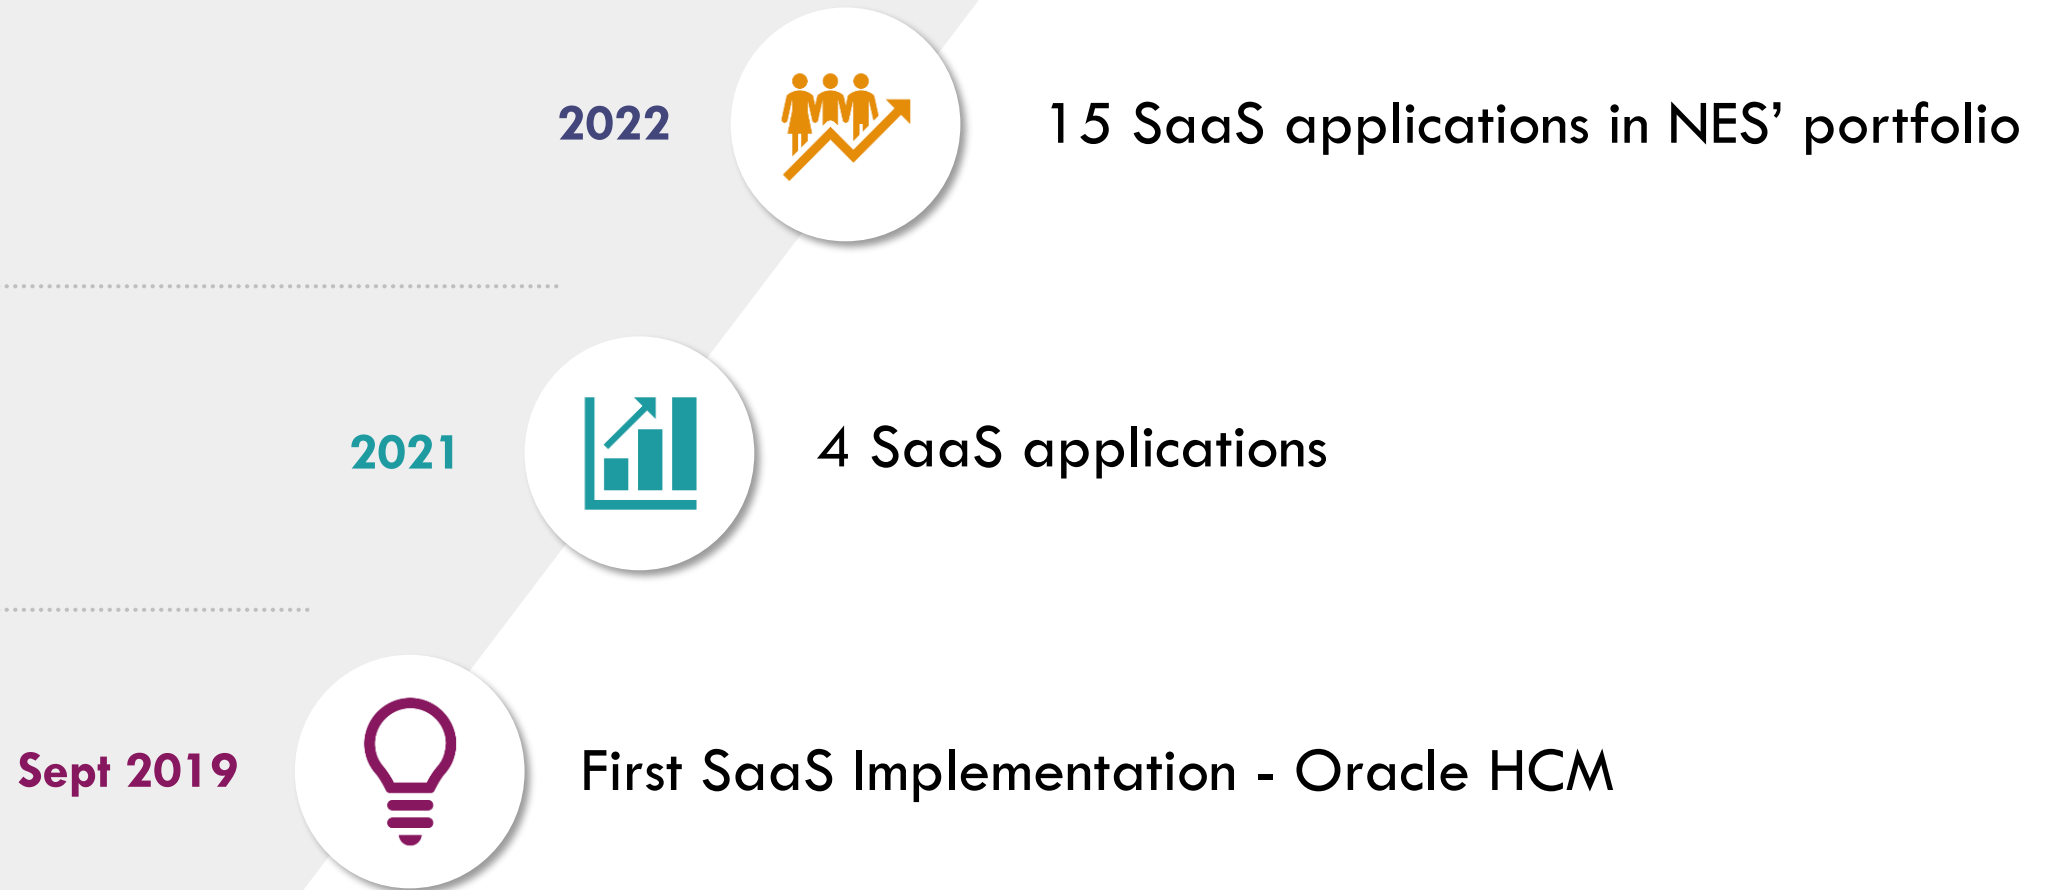 2022
15 SaaS applications in NES’ portfolio
2021
4 SaaS applications
Sept 2019
First SaaS Implementation - Oracle HCM